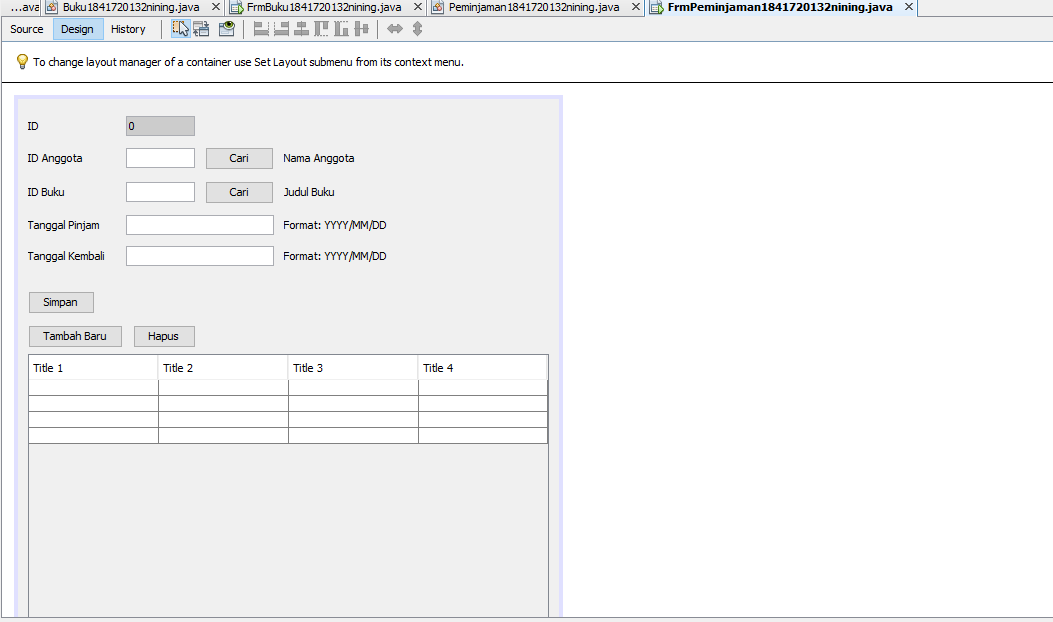 ...ava Buku1841720132nining.java FrmBuku1841720132nining.java Peminjaman1841720132nining.java FrmPeminjaman1841720132nining.java
Source Design History
To change layout manager of a container use Set Layout submenu from its context menu.
ID 0
ID Anggota Cari Nama Anggota
ID Buku Cari Judul Buku
Tanggal Pinjam Format: YYYY/MM/DD
Tanggal Kembali Format: YYYY/MM/DD
Simpan
Tambah Baru Hapus
Title 1 Title 2 Title 3 Title 4